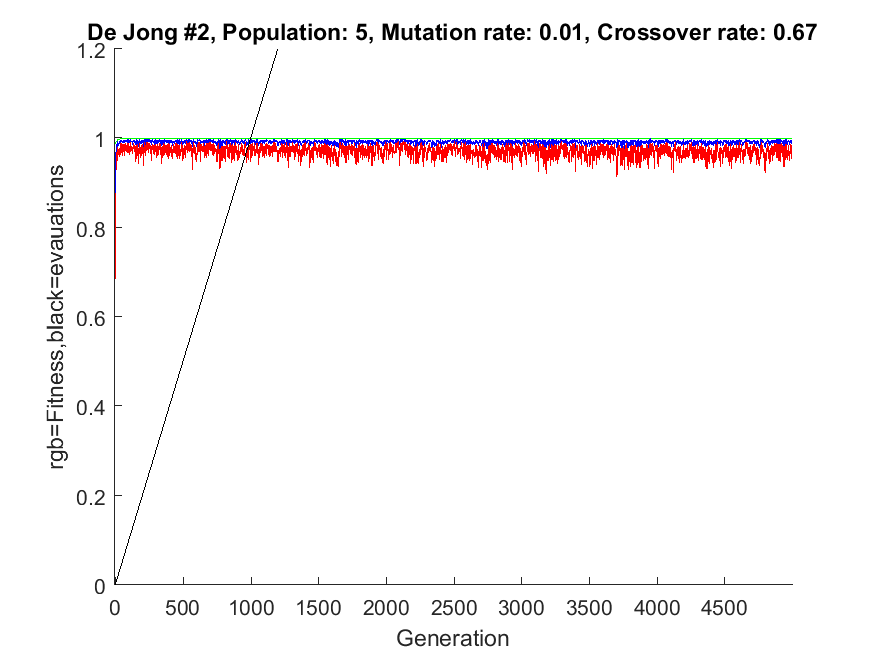 De Jong #2, Population: 5, Mutation rate: 0.01, Crossover rate: 0.67
rgb=Fitness,black=evauations
1.2
1
0.8
0.6
0.4
0.2
0
0 500 1000 1500 2000 2500 3000 3500 4000 4500
Generation